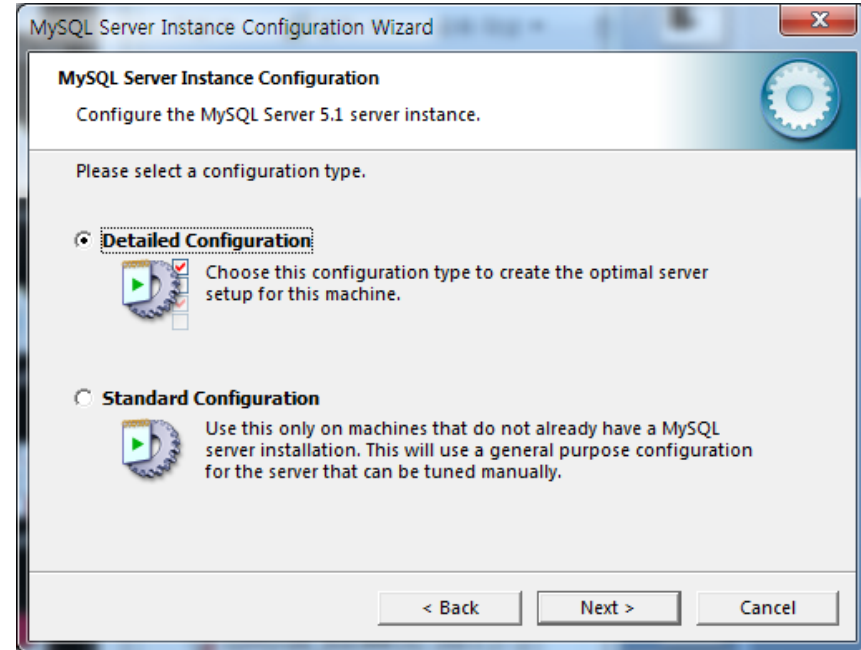 MySQL Server Instance Configuration Wizard
MySQL Server Instance Configuration
Configure the MySQL Server 5.1 server instance.
Please select a configuration type.
Detailed Configuration
Choose this configuration type to create the optimal server
setup for this machine.
Standard Configuration
Use this only on machines that do not already have a MySQL
server installation. This will use a general purpose configuration
for the server that can be tuned manually.
< Back Next > Cancel